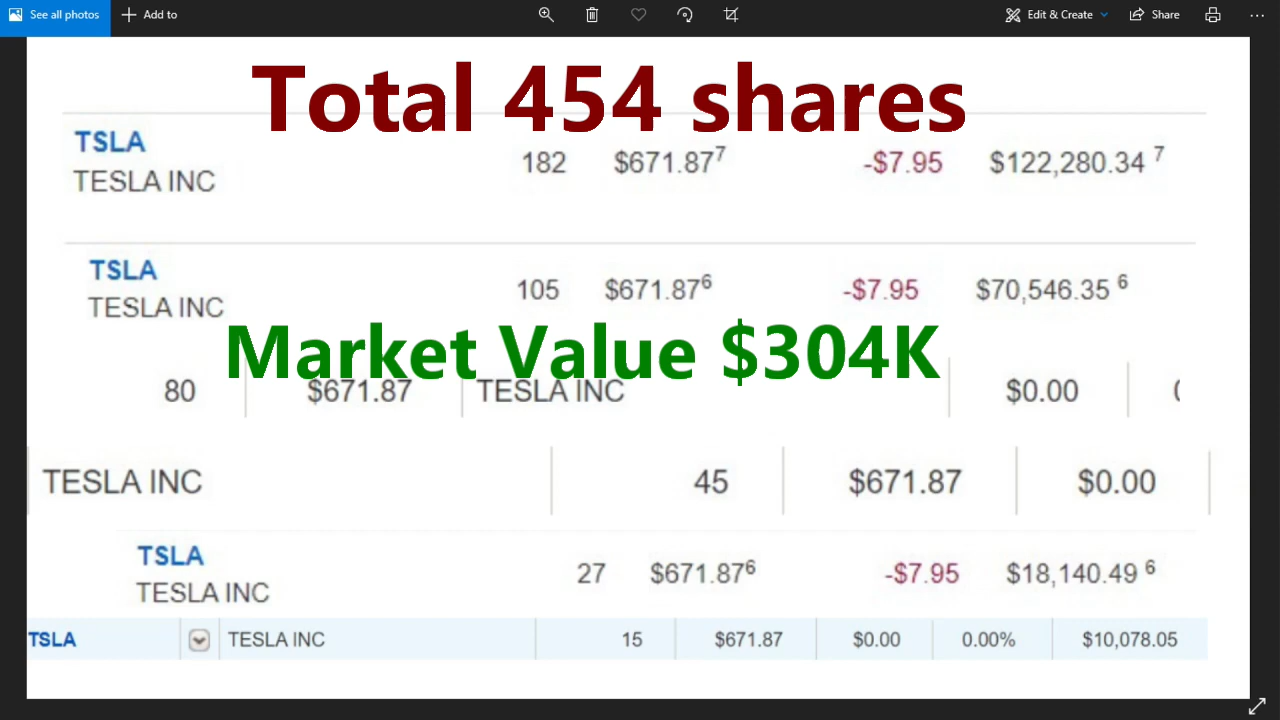 See all photos Add to Edit & Create Share
Total 454 shares
TSLA
TESLA INC 182 $671.87⁷ -$7.95 $122,280.34 ⁷
TSLA
TESLA INC 105 $671.87⁶ -$7.95 $70,546.35 ⁶
Market Value $304K
80 $671.87 TESLA INC $0.00
TESLA INC 45 $671.87 $0.00
TSLA
TESLA INC 27 $671.87⁶ -$7.95 $18,140.49 ⁶
TSLA TESLA INC 15 $671.87 $0.00 0.00% $10,078.05